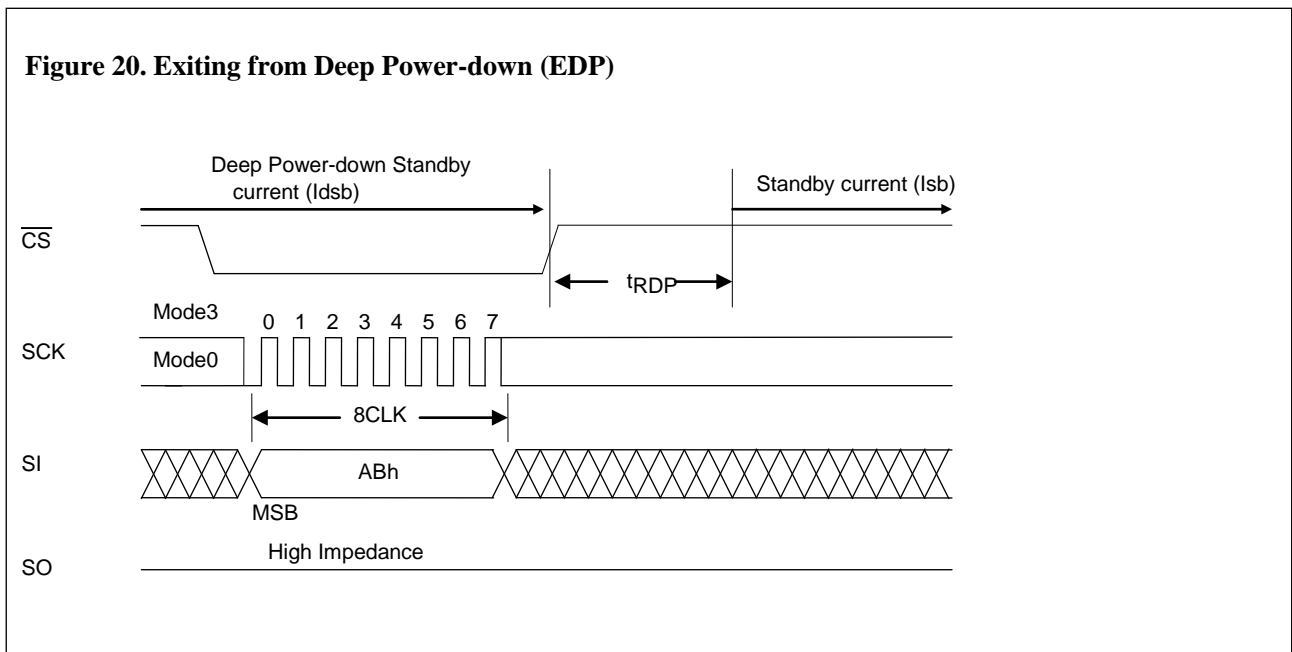 Figure 20. Exiting from Deep Power-down (EDP)
Deep Power-down Standby
current (Idsb)
Standby current (Isb)
CS
tRDP
Mode3
0 1 2 3 4 5 6 7
SCK
Mode0
8CLK
SI
ABh
MSB
High Impedance
SO